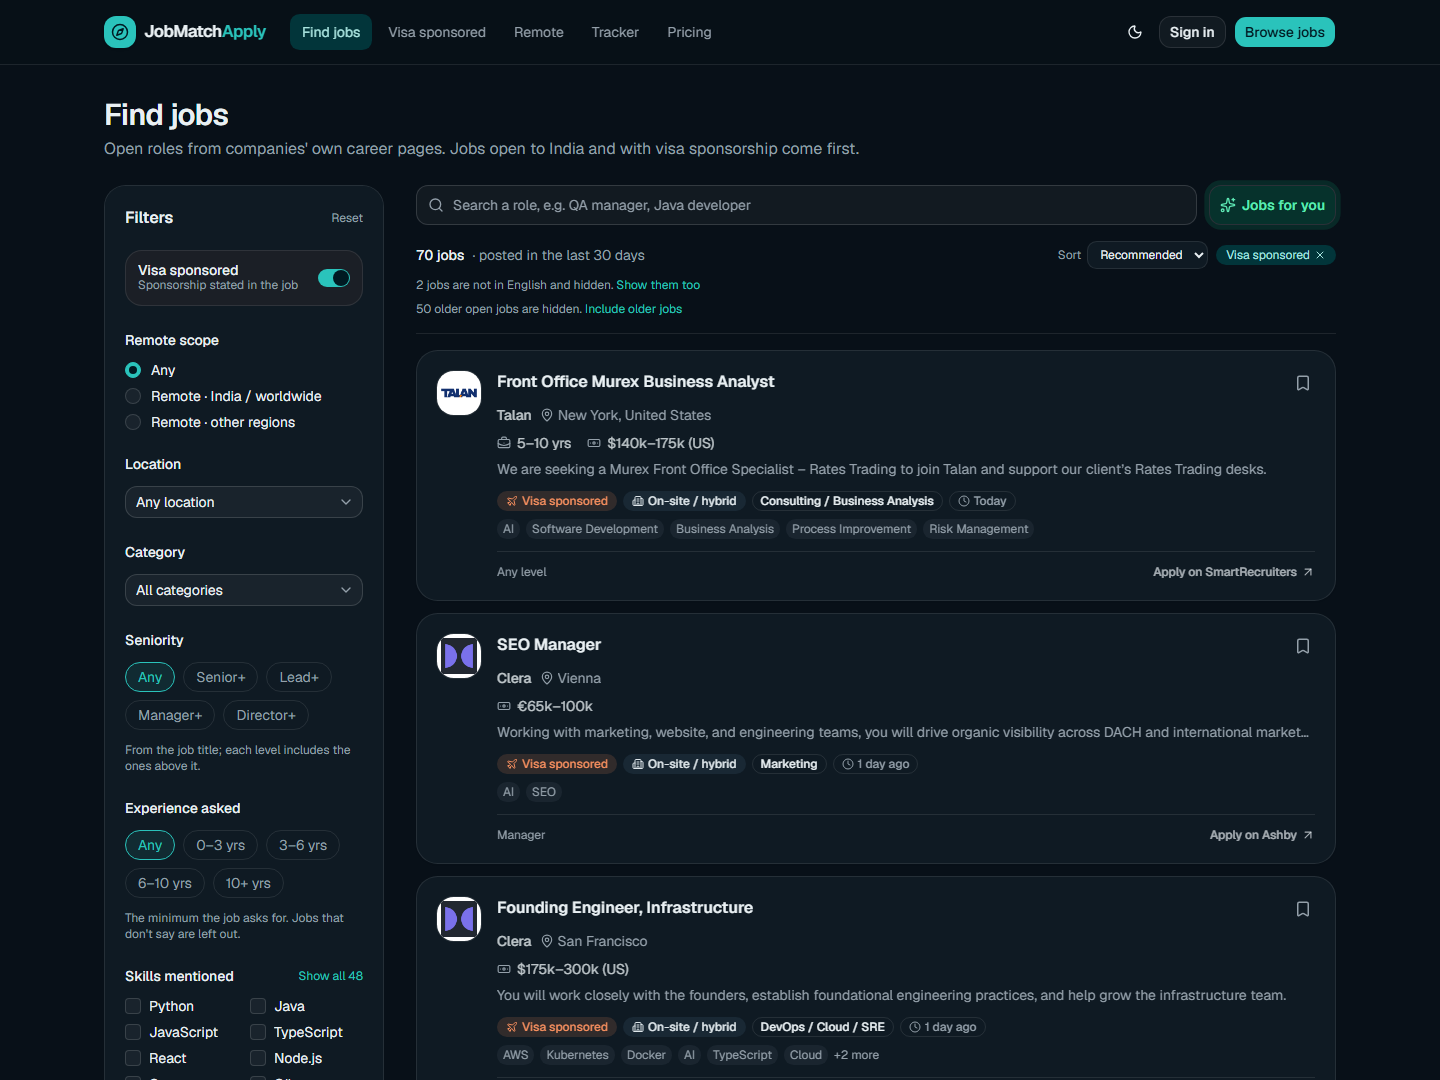 JobMatchApply
Find jobs
Visa sponsored
Remote
Tracker
Pricing
Sign in
Browse jobs
Find jobs
Open roles from companies' own career pages. Jobs open to India and with visa sponsorship come first.
Filters
Reset
Visa sponsored
Sponsorship stated in the job
Remote scope
Any
Remote · India / worldwide
Remote · other regions
Location
Any location
Category
All categories
Seniority
Any
Senior+
Lead+
Manager+
Director+
From the job title; each level includes the
ones above it.
Experience asked
Any
0–3 yrs
3–6 yrs
6–10 yrs
10+ yrs
The minimum the job asks for. Jobs that
don't say are left out.
Skills mentioned
Show all 48
Python
Java
JavaScript
TypeScript
React
Node.js
Search a role, e.g. QA manager, Java developer
Jobs for you
70 jobs · posted in the last 30 days
Sort
Recommended
Visa sponsored ×
2 jobs are not in English and hidden. Show them too
50 older open jobs are hidden. Include older jobs
TALAN
Front Office Murex Business Analyst
Talan New York, United States
5–10 yrs $140k–175k (US)
We are seeking a Murex Front Office Specialist – Rates Trading to join Talan and support our client's Rates Trading desks.
Visa sponsored On-site / hybrid Consulting / Business Analysis Today
AI Software Development Business Analysis Process Improvement Risk Management
Any level
Apply on SmartRecruiters
SEO Manager
Clera Vienna
€65k–100k
Working with marketing, website, and engineering teams, you will drive organic visibility across DACH and international market…
Visa sponsored On-site / hybrid Marketing 1 day ago
AI SEO
Manager
Apply on Ashby
Founding Engineer, Infrastructure
Clera San Francisco
$175k–300k (US)
You will work closely with the founders, establish foundational engineering practices, and help grow the infrastructure team.
Visa sponsored On-site / hybrid DevOps / Cloud / SRE 1 day ago
AWS Kubernetes Docker AI TypeScript Cloud +2 more